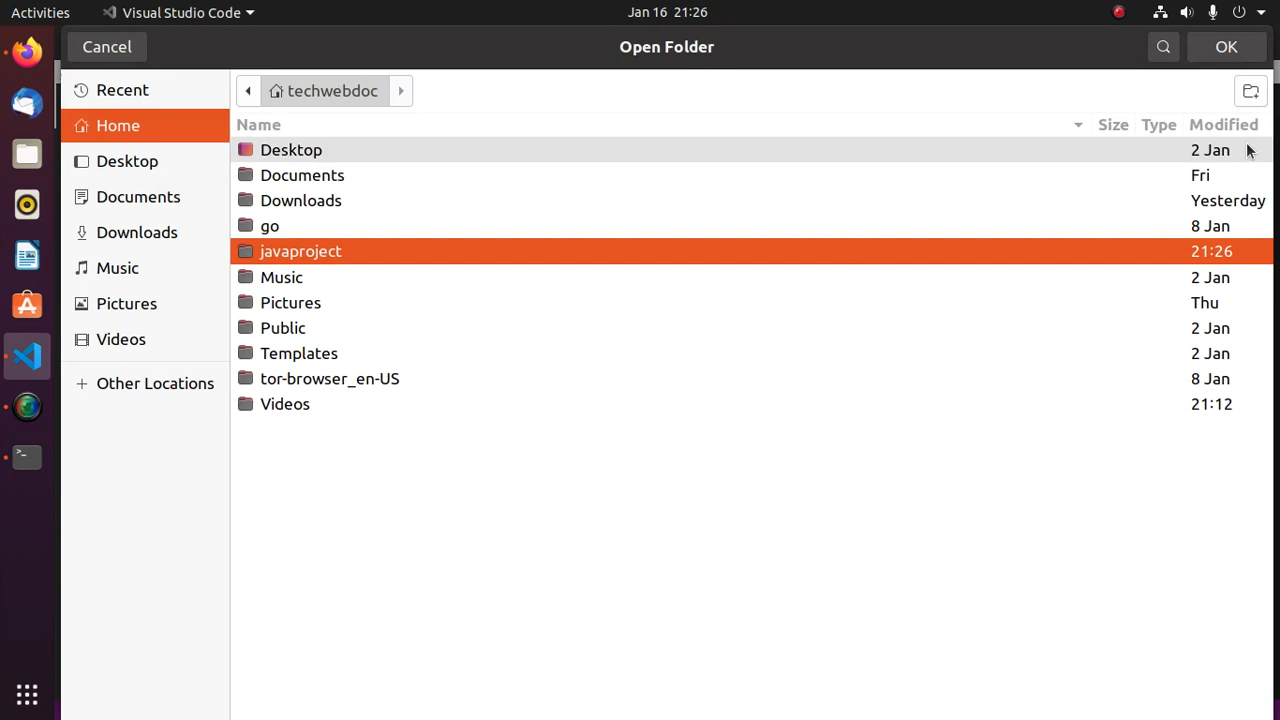 Activities Visual Studio Code Jan 16 21:26
Cancel Open Folder OK
Recent
Home
Desktop
Documents
Downloads
Music
Pictures
Videos
Other Locations
techwebdoc
Name Size Type Modified
Desktop 2 Jan
Documents Fri
Downloads Yesterday
go 8 Jan
javaproject 21:26
Music 2 Jan
Pictures Thu
Public 2 Jan
Templates 2 Jan
tor-browser_en-US 8 Jan
Videos 21:12